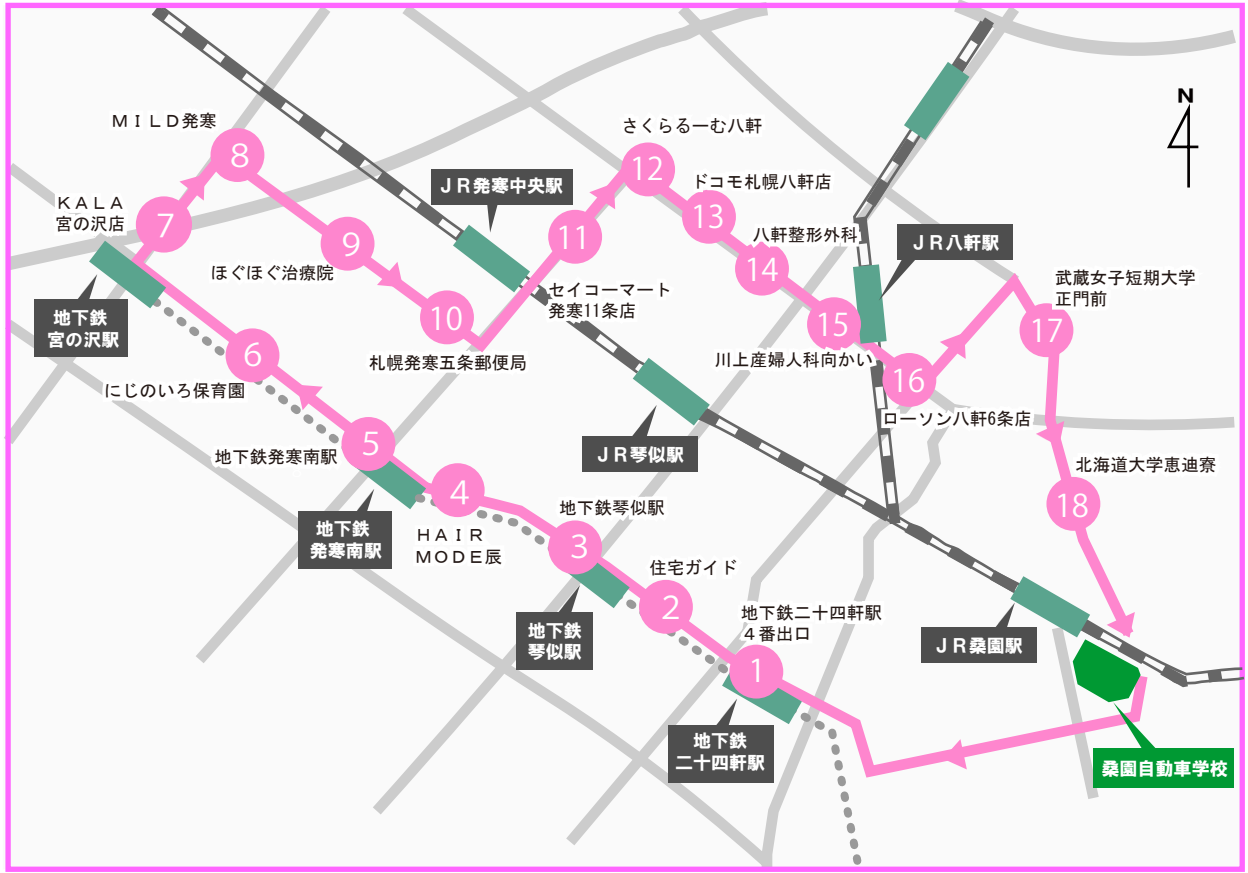 N
さくらるーむ八軒
12
ＭＩＬＤ発寒
8
ＪＲ発寒中央駅
ドコモ札幌八軒店
13
ＫＡＬＡ
宮の沢店
7
11
八軒整形外科
14
ＪＲ八軒駅
9
ほぐほぐ治療院
武蔵女子短期大学
正門前
17
セイコーマート
発寒11条店
10
札幌発寒五条郵便局
地下鉄
宮の沢駅
15
川上産婦人科向かい
6
にじのいろ保育園
16
ローソン八軒6条店
5
地下鉄発寒南駅
ＪＲ琴似駅
北海道大学恵迪寮
18
4
ＨＡＩＲ
ＭＯＤＥ辰
地下鉄
発寒南駅
地下鉄琴似駅
3
住宅ガイド
2
地下鉄二十四軒駅
４番出口
1
地下鉄
琴似駅
ＪＲ桑園駅
地下鉄
二十四軒駅
桑園自動車学校